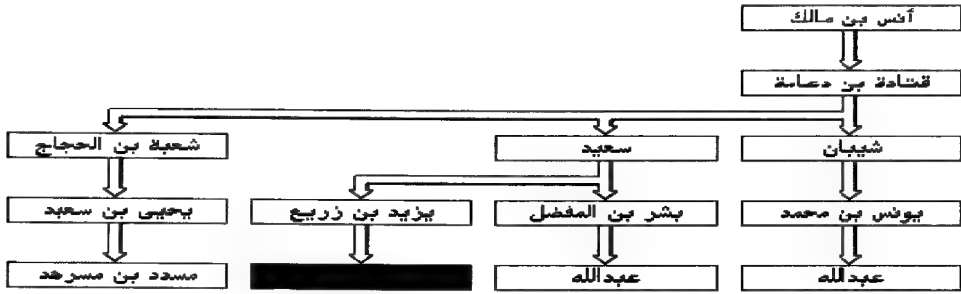 أنس بن مالك
قتادة بن دعامة
شيبان
سعيد
شعبة بن الحجاج
يونس بن محمد
بشر بن المفضل
يزيد بن زريع
يحيى بن سعيد
عبدالله
عبدالله
مسدد بن مسرهد